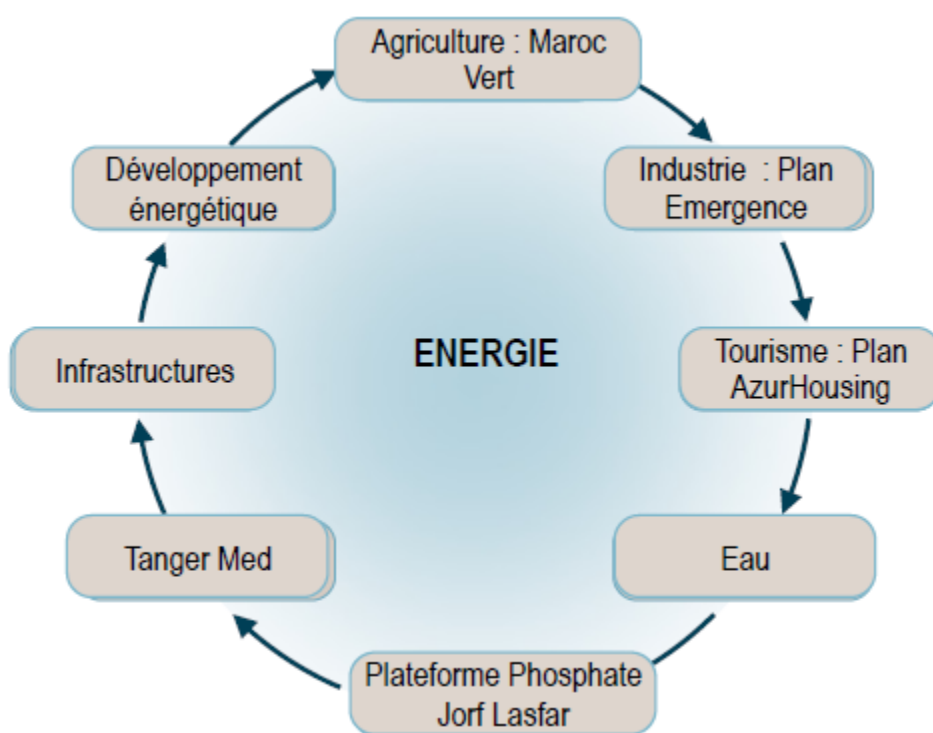 Agriculture : Maroc
Vert
Industrie : Plan
Emergence
Tourisme : Plan
AzurHousing
Eau
Plateforme Phosphate
Jorf Lasfar
Tanger Med
Infrastructures
Développement
énergétique
ENERGIE